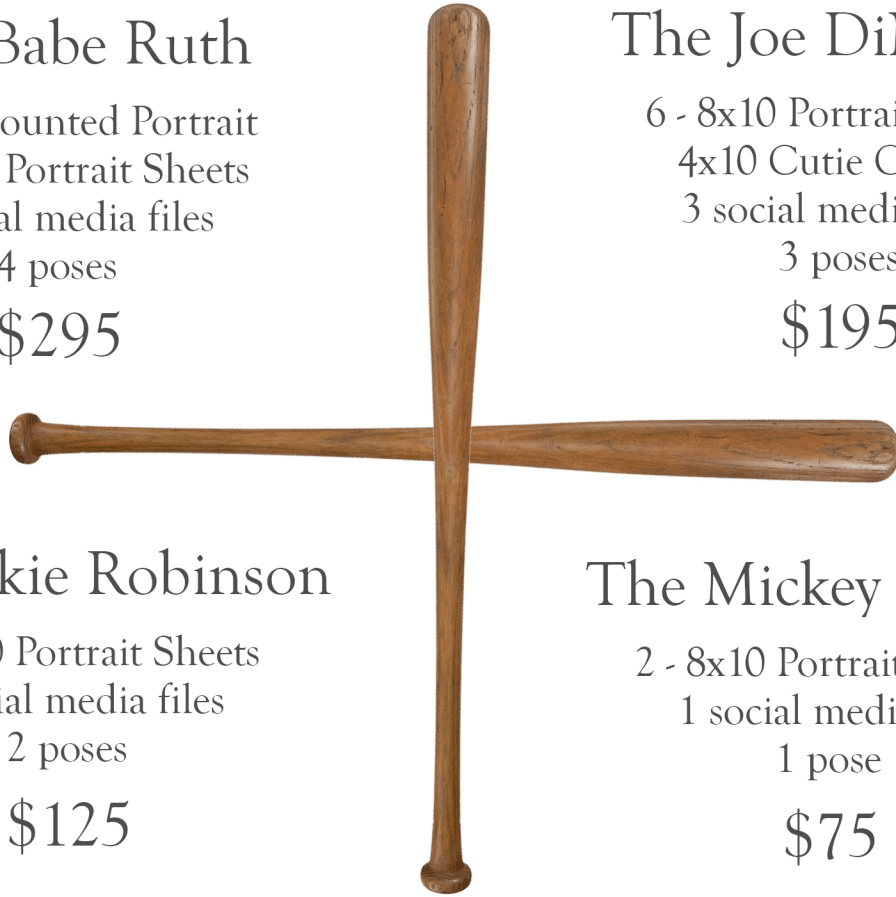 Babe Ruth
ounted Portrait
Portrait Sheets
al media files
4 poses
$295
The Joe Di
6 - 8x10 Portrai
4x10 Cutie
3 social medi
3 poses
$195
kie Robinson
Portrait Sheets
ial media files
2 poses
$125
The Mickey
2 - 8x10 Portrait
1 social medi
1 pose
$75